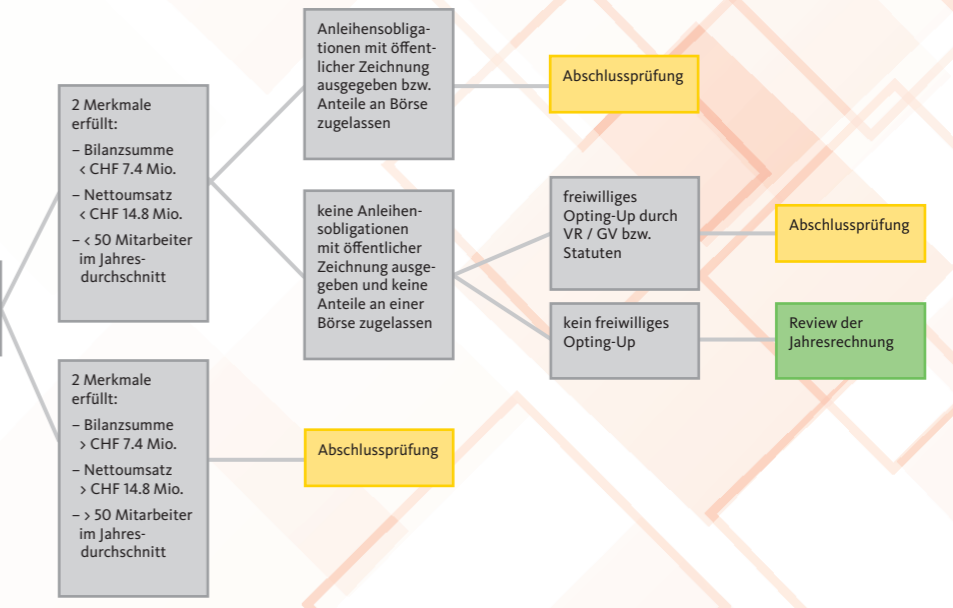 2 Merkmale
erfüllt:
– Bilanzsumme
< CHF 7.4 Mio.
– Nettoumsatz
< CHF 14.8 Mio.
– < 50 Mitarbeiter
im Jahres-
durchschnitt
Anleihensobliga-
tionen mit öffent-
licher Zeichnung
ausgegeben bzw.
Anteile an Börse
zugelassen
Abschlussprüfung
keine Anleihen-
sobligationen
mit öffentlicher
Zeichnung ausge-
geben und keine
Anteile an einer
Börse zugelassen
freiwilliges
Opting-Up durch
VR / GV bzw.
Statuten
Abschlussprüfung
kein freiwilliges
Opting-Up
Review der
Jahresrechnung
2 Merkmale
erfüllt:
– Bilanzsumme
> CHF 7.4 Mio.
– Nettoumsatz
> CHF 14.8 Mio.
– > 50 Mitarbeiter
im Jahres-
durchschnitt
Abschlussprüfung